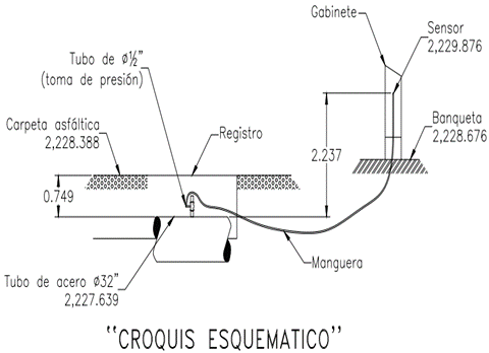 Gabinete
Sensor
2,229.876
Tubo de ø½”
(toma de presión)
Carpeta asfáltica
2,228.388
Registro
Banqueta
2,228.676
2.237
0.749
Manguera
Tubo de acero ø32”
2,227.639
“CROQUIS ESQUEMATICO”